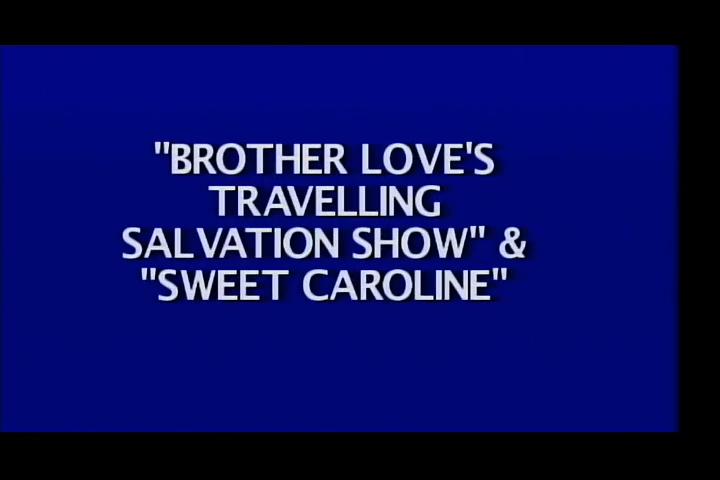 "BROTHER LOVE'S
TRAVELLING
SALVATION SHOW" &
"SWEET CAROLINE"